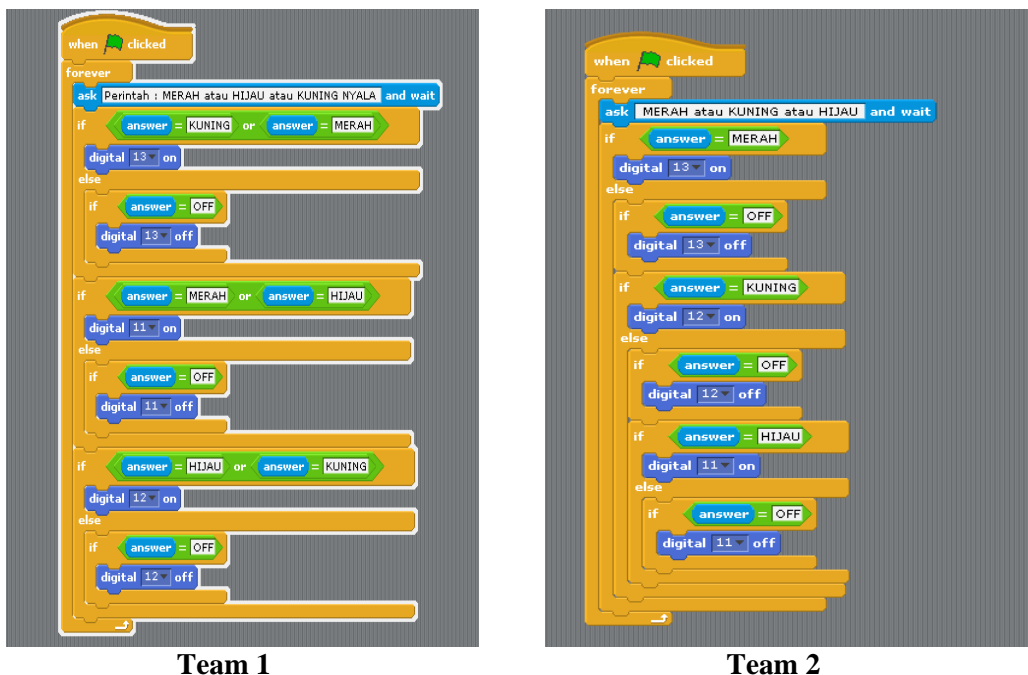 when clicked
forever
ask Perintah : MERAH atau HIJAU atau KUNING NYALA and wait
if answer = KUNING or answer = MERAH
digital 13 on
else
if answer = OFF
digital 13 off
if answer = MERAH or answer = HIJAU
digital 11 on
else
if answer = OFF
digital 11 off
if answer = HIJAU or answer = KUNING
digital 12 on
else
if answer = OFF
digital 12 off
Team 1
when clicked
forever
ask MERAH atau KUNING atau HIJAU and wait
if answer = MERAH
digital 13 on
else
if answer = OFF
digital 13 off
if answer = KUNING
digital 12 on
else
if answer = OFF
digital 12 off
if answer = HIJAU
digital 11 on
else
if answer = OFF
digital 11 off
Team 2